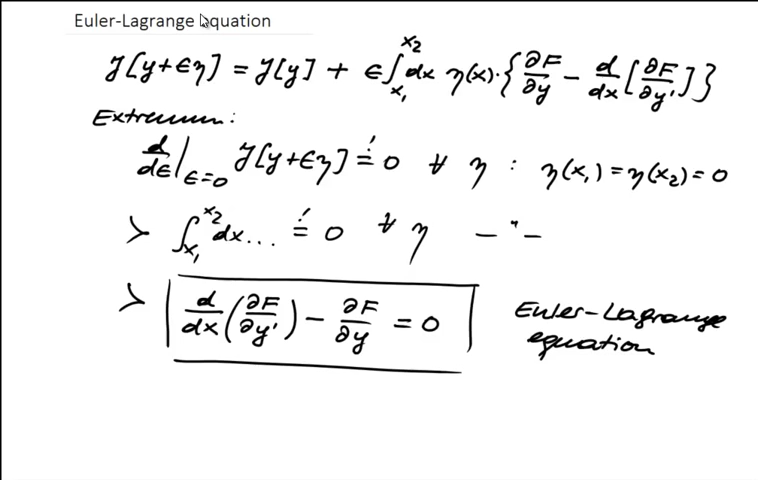 Euler-Lagrange Equation
J[y+εη] = J[y] + ε∫_{x₁}^{x₂} dx η(x)·{∂F/∂y − d/dx[∂F/∂y']}
Extremum:
d/dε|_{ε=0} J[y+εη] ≐! 0 ∀ η : η(x₁) = η(x₂) = 0
> ∫_{x₁}^{x₂} dx... =! 0 ∀ η — " —
> d/dx(∂F/∂y') − ∂F/∂y = 0
Euler-Lagrange
equation